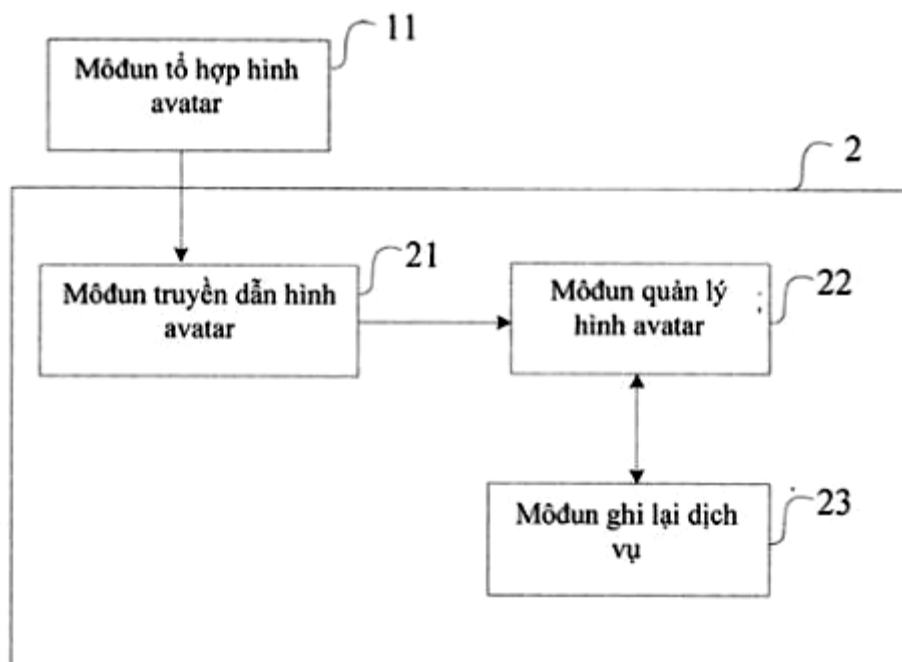 11
Môđun tổ hợp hình
avatar
2
21
Môđun truyền dẫn hình
avatar
Môđun quản lý
hình avatar
22
Môđun ghi lại dịch
vụ
23